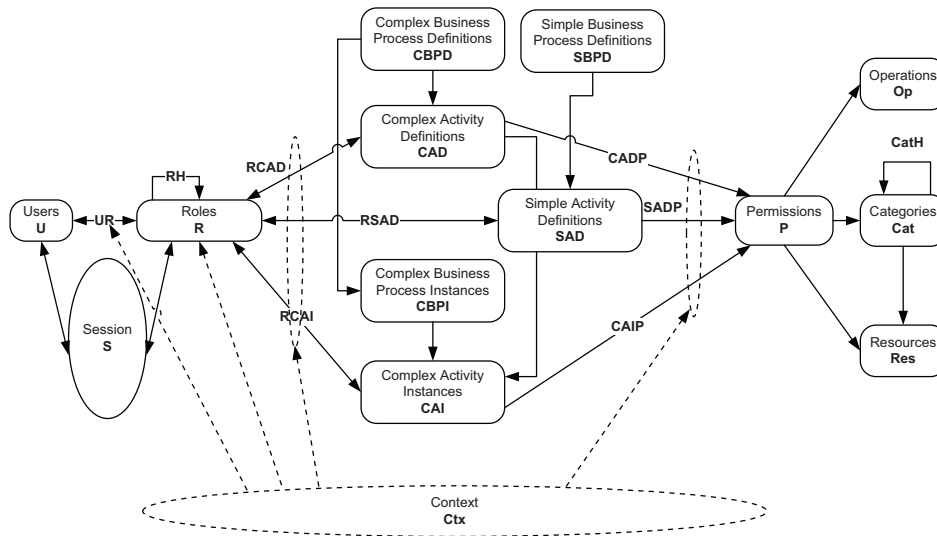 Complex Business
Process Definitions
CBPD
Simple Business
Process Definitions
SBPD
Operations
Op
Complex Activity
Definitions
CAD
CatH
RCAD
CADP
RH
Users
U
UR
Roles
R
RSAD
Simple Activity
Definitions
SAD
SADP
Permissions
P
Categories
Cat
Complex Business
Process Instances
CBPI
RCAI
CAIP
Session
S
Resources
Res
Complex Activity
Instances
CAI
Context
Ctx